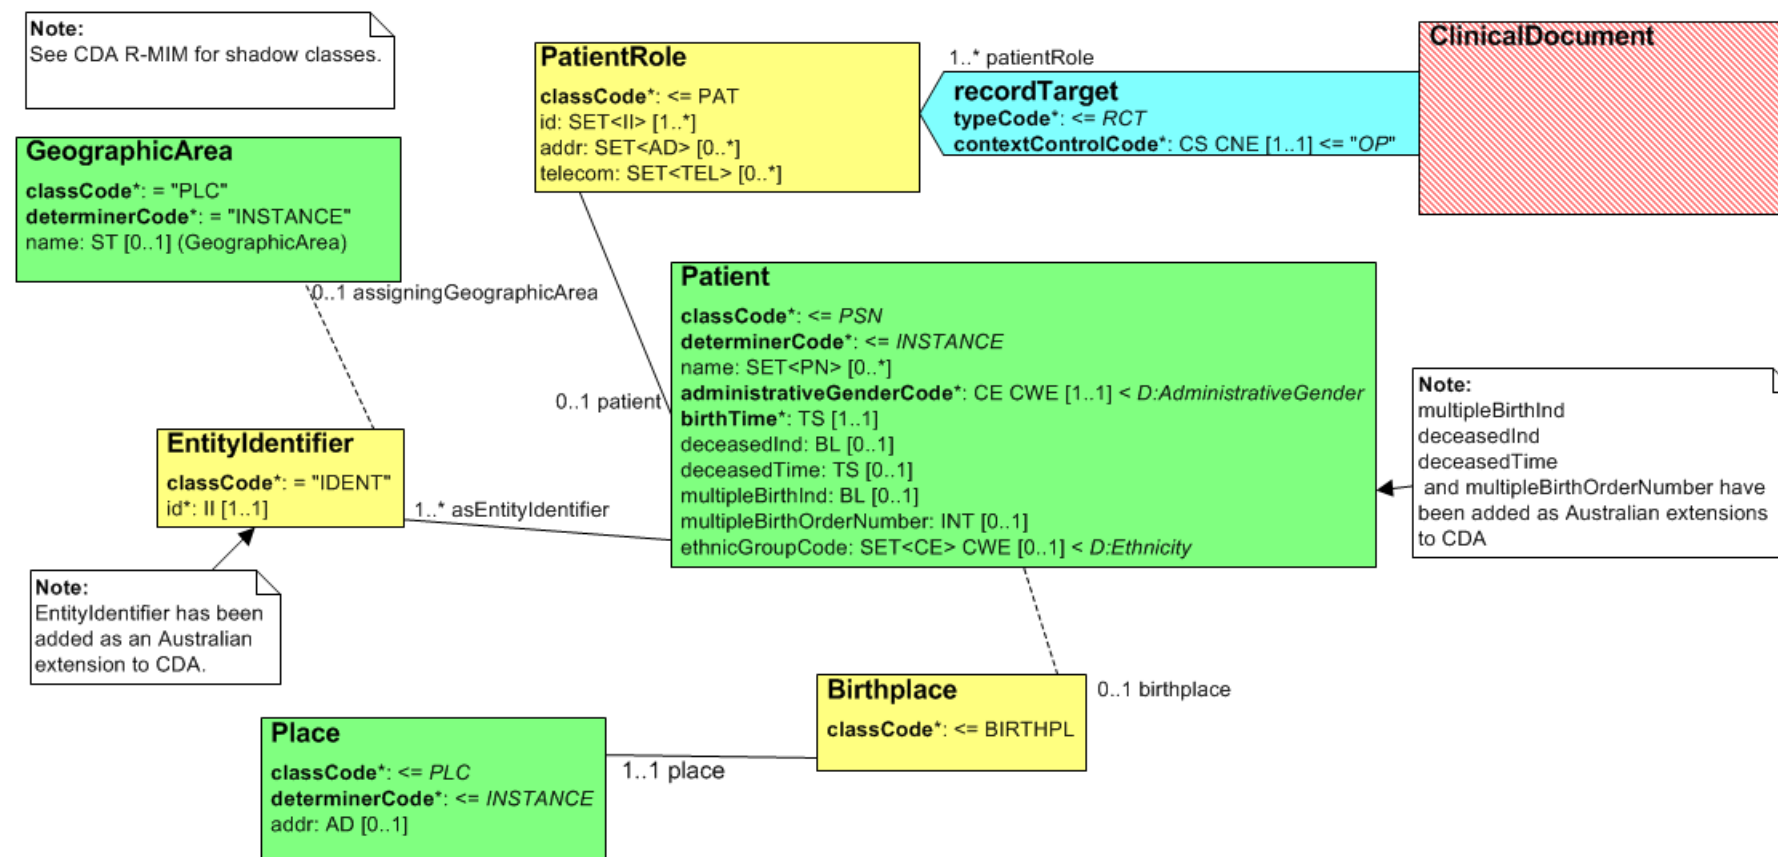 Note:
See CDA R-MIM for shadow classes.
PatientRole
classCode*: <= PAT
id: SET<II> [1..*]
addr: SET<AD> [0..*]
telecom: SET<TEL> [0..*]
1..* patientRole
recordTarget
typeCode*: <= RCT
contextControlCode*: CS CNE [1..1] <= "OP"
ClinicalDocument
GeographicArea
classCode*: = "PLC"
determinerCode*: = "INSTANCE"
name: ST [0..1] (GeographicArea)
0..1 assigningGeographicArea
0..1 patient
Patient
classCode*: <= PSN
determinerCode*: <= INSTANCE
name: SET<PN> [0..*]
administrativeGenderCode*: CE CWE [1..1] < D:AdministrativeGender
birthTime*: TS [1..1]
deceasedInd: BL [0..1]
deceasedTime: TS [0..1]
multipleBirthInd: BL [0..1]
multipleBirthOrderNumber: INT [0..1]
ethnicGroupCode: SET<CE> CWE [0..1] < D:Ethnicity
Note:
multipleBirthInd
deceasedInd
deceasedTime
and multipleBirthOrderNumber have
been added as Australian extensions
to CDA
EntityIdentifier
classCode*: = "IDENT"
id*: II [1..1]
1..* asEntityIdentifier
Note:
EntityIdentifier has been
added as an Australian
extension to CDA.
Birthplace
classCode*: <= BIRTHPL
0..1 birthplace
Place
classCode*: <= PLC
determinerCode*: <= INSTANCE
addr: AD [0..1]
1..1 place